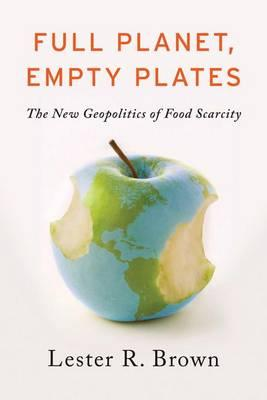 FULL PLANET,
EMPTY PLATES
The New Geopolitics of Food Scarcity
Lester R. Brown